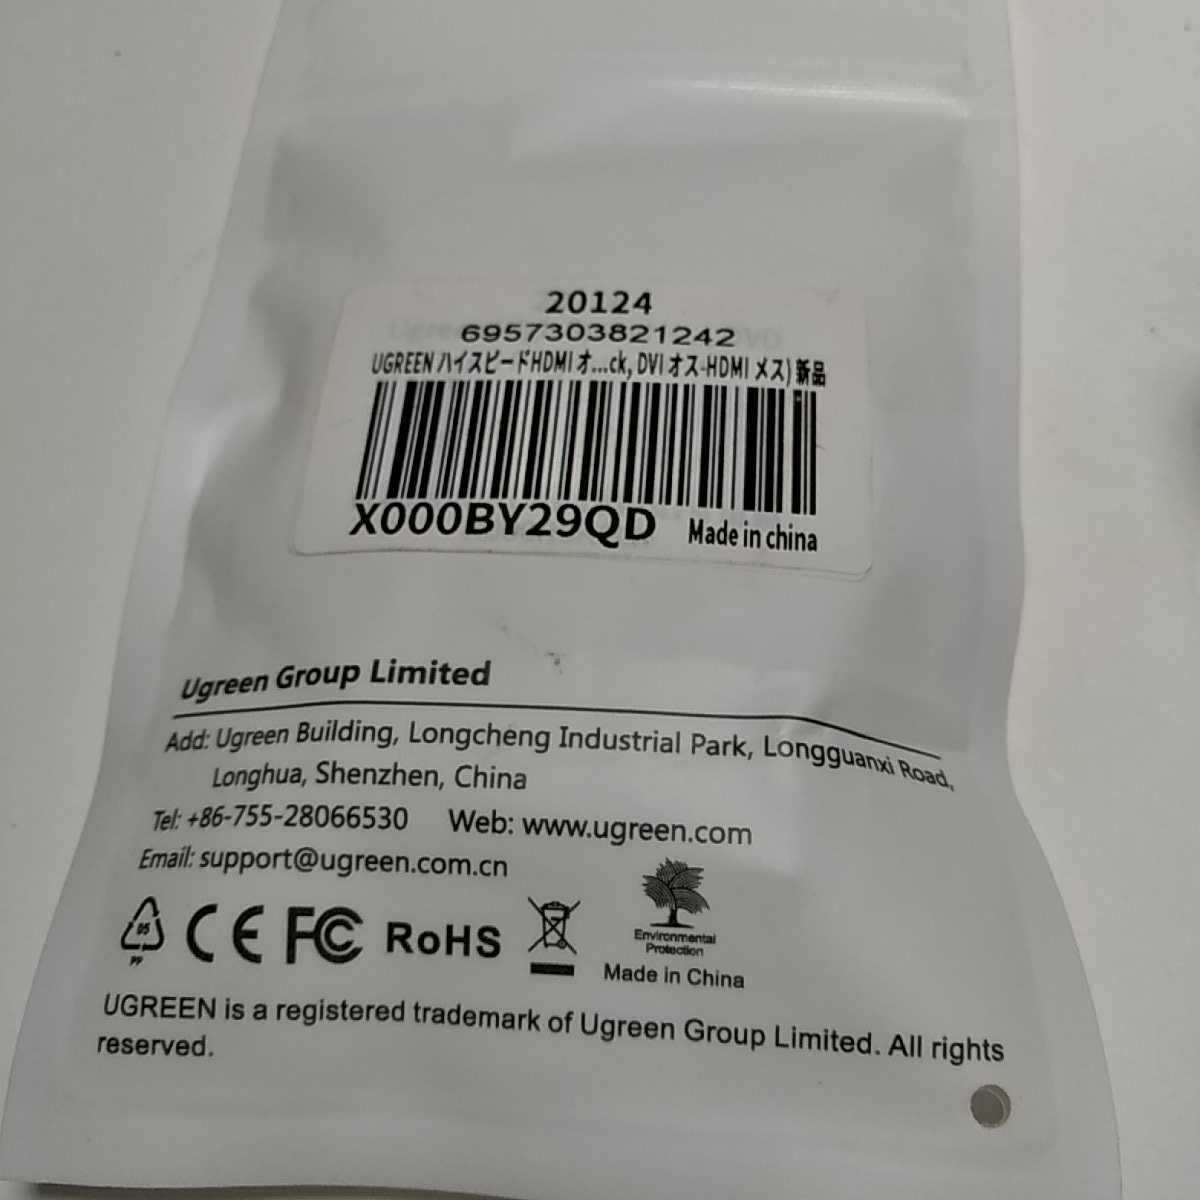 20124
6957303821242
UGREEN ハイスピードHDMI オ...ck, DVI オス-HDMI メス) 新品
X000BY29QD Made in china
Ugreen Group Limited
Add: Ugreen Building, Longcheng Industrial Park, Longguanxi Road,
Longhua, Shenzhen, China
Tel: +86-755-28066530 Web: www.ugreen.com
Email: support@ugreen.com.cn
05
PP
CE FC RoHS
Environmental
Protection
Made in China
UGREEN is a registered trademark of Ugreen Group Limited. All rights
reserved.